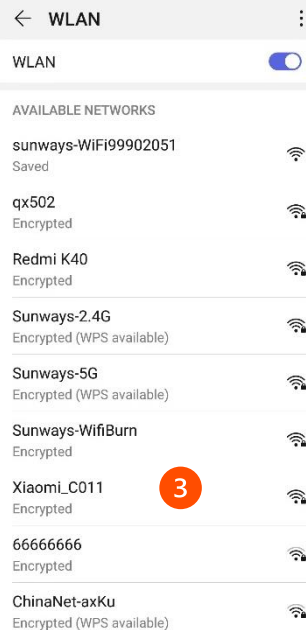 WLAN
WLAN
AVAILABLE NETWORKS
sunways-WiFi99902051
Saved
qx502
Encrypted
Redmi K40
Encrypted
Sunways-2.4G
Encrypted (WPS available)
Sunways-5G
Encrypted (WPS available)
Sunways-WifiBurn
Encrypted
Xiaomi_C011
3
Encrypted
66666666
Encrypted
ChinaNet-axKu
Encrypted (WPS available)